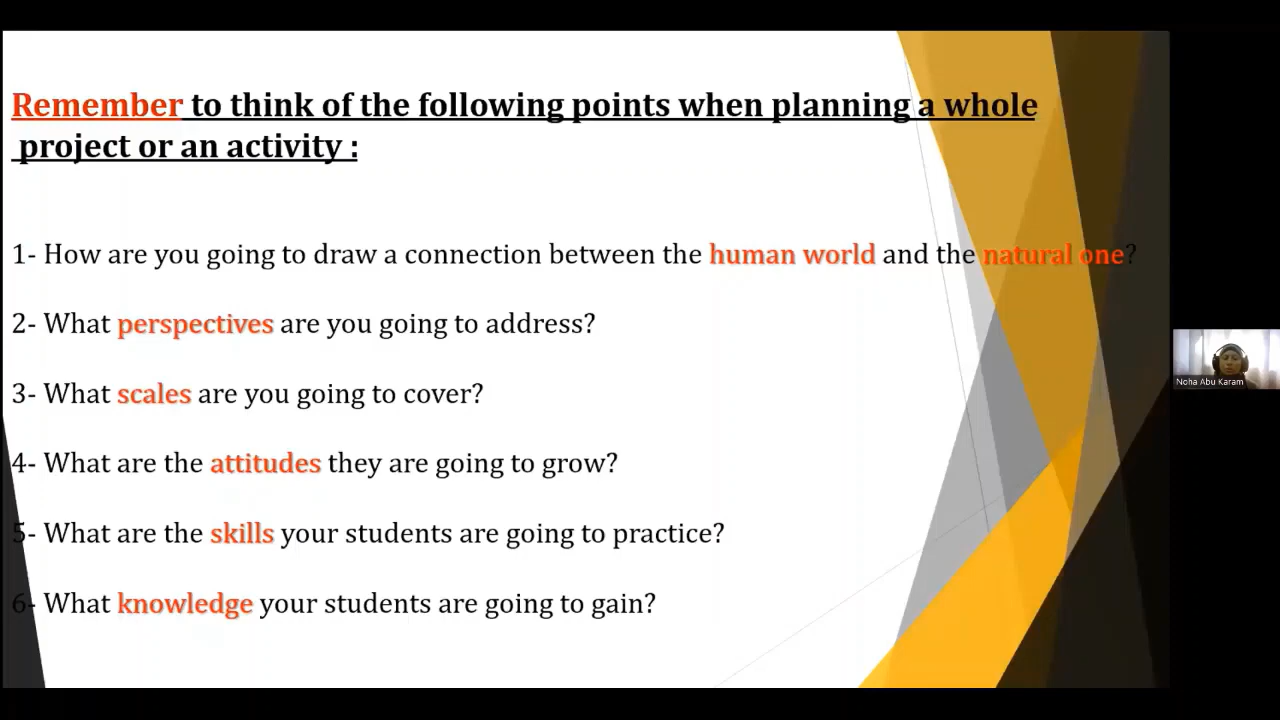 Remember to think of the following points when planning a whole
project or an activity :
1- How are you going to draw a connection between the human world and the natural one?
2- What perspectives are you going to address?
3- What scales are you going to cover?
4- What are the attitudes they are going to grow?
5- What are the skills your students are going to practice?
6- What knowledge your students are going to gain?
Noha Abu Karam